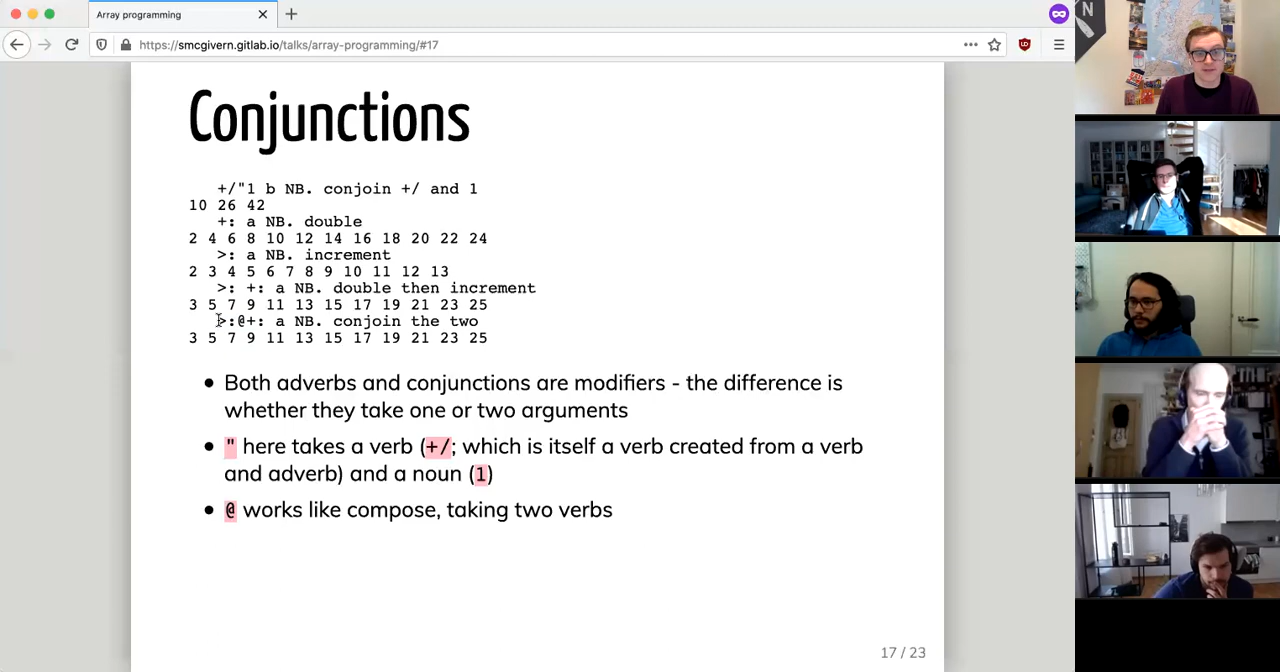 Array programming
https://smcgivern.gitlab.io/talks/array-programming/#17
N
Conjunctions
+/"1 b NB. conjoin +/ and 1
10 26 42
+: a NB. double
2 4 6 8 10 12 14 16 18 20 22 24
>: a NB. increment
2 3 4 5 6 7 8 9 10 11 12 13
>: +: a NB. double then increment
3 5 7 9 11 13 15 17 19 21 23 25
>:@+: a NB. conjoin the two
3 5 7 9 11 13 15 17 19 21 23 25
Both adverbs and conjunctions are modifiers - the difference is
whether they take one or two arguments
" here takes a verb (+/; which is itself a verb created from a verb
and adverb) and a noun (1)
@ works like compose, taking two verbs
17 / 23